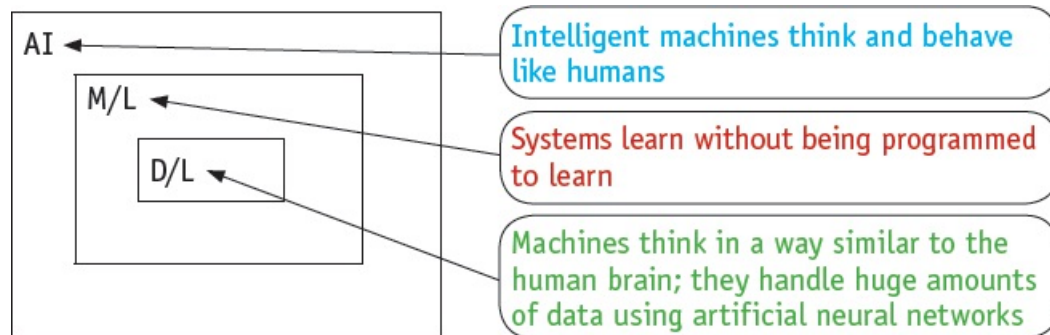 AI
M/L
D/L
Intelligent machines think and behave
like humans
Systems learn without being programmed
to learn
Machines think in a way similar to the
human brain; they handle huge amounts
of data using artificial neural networks